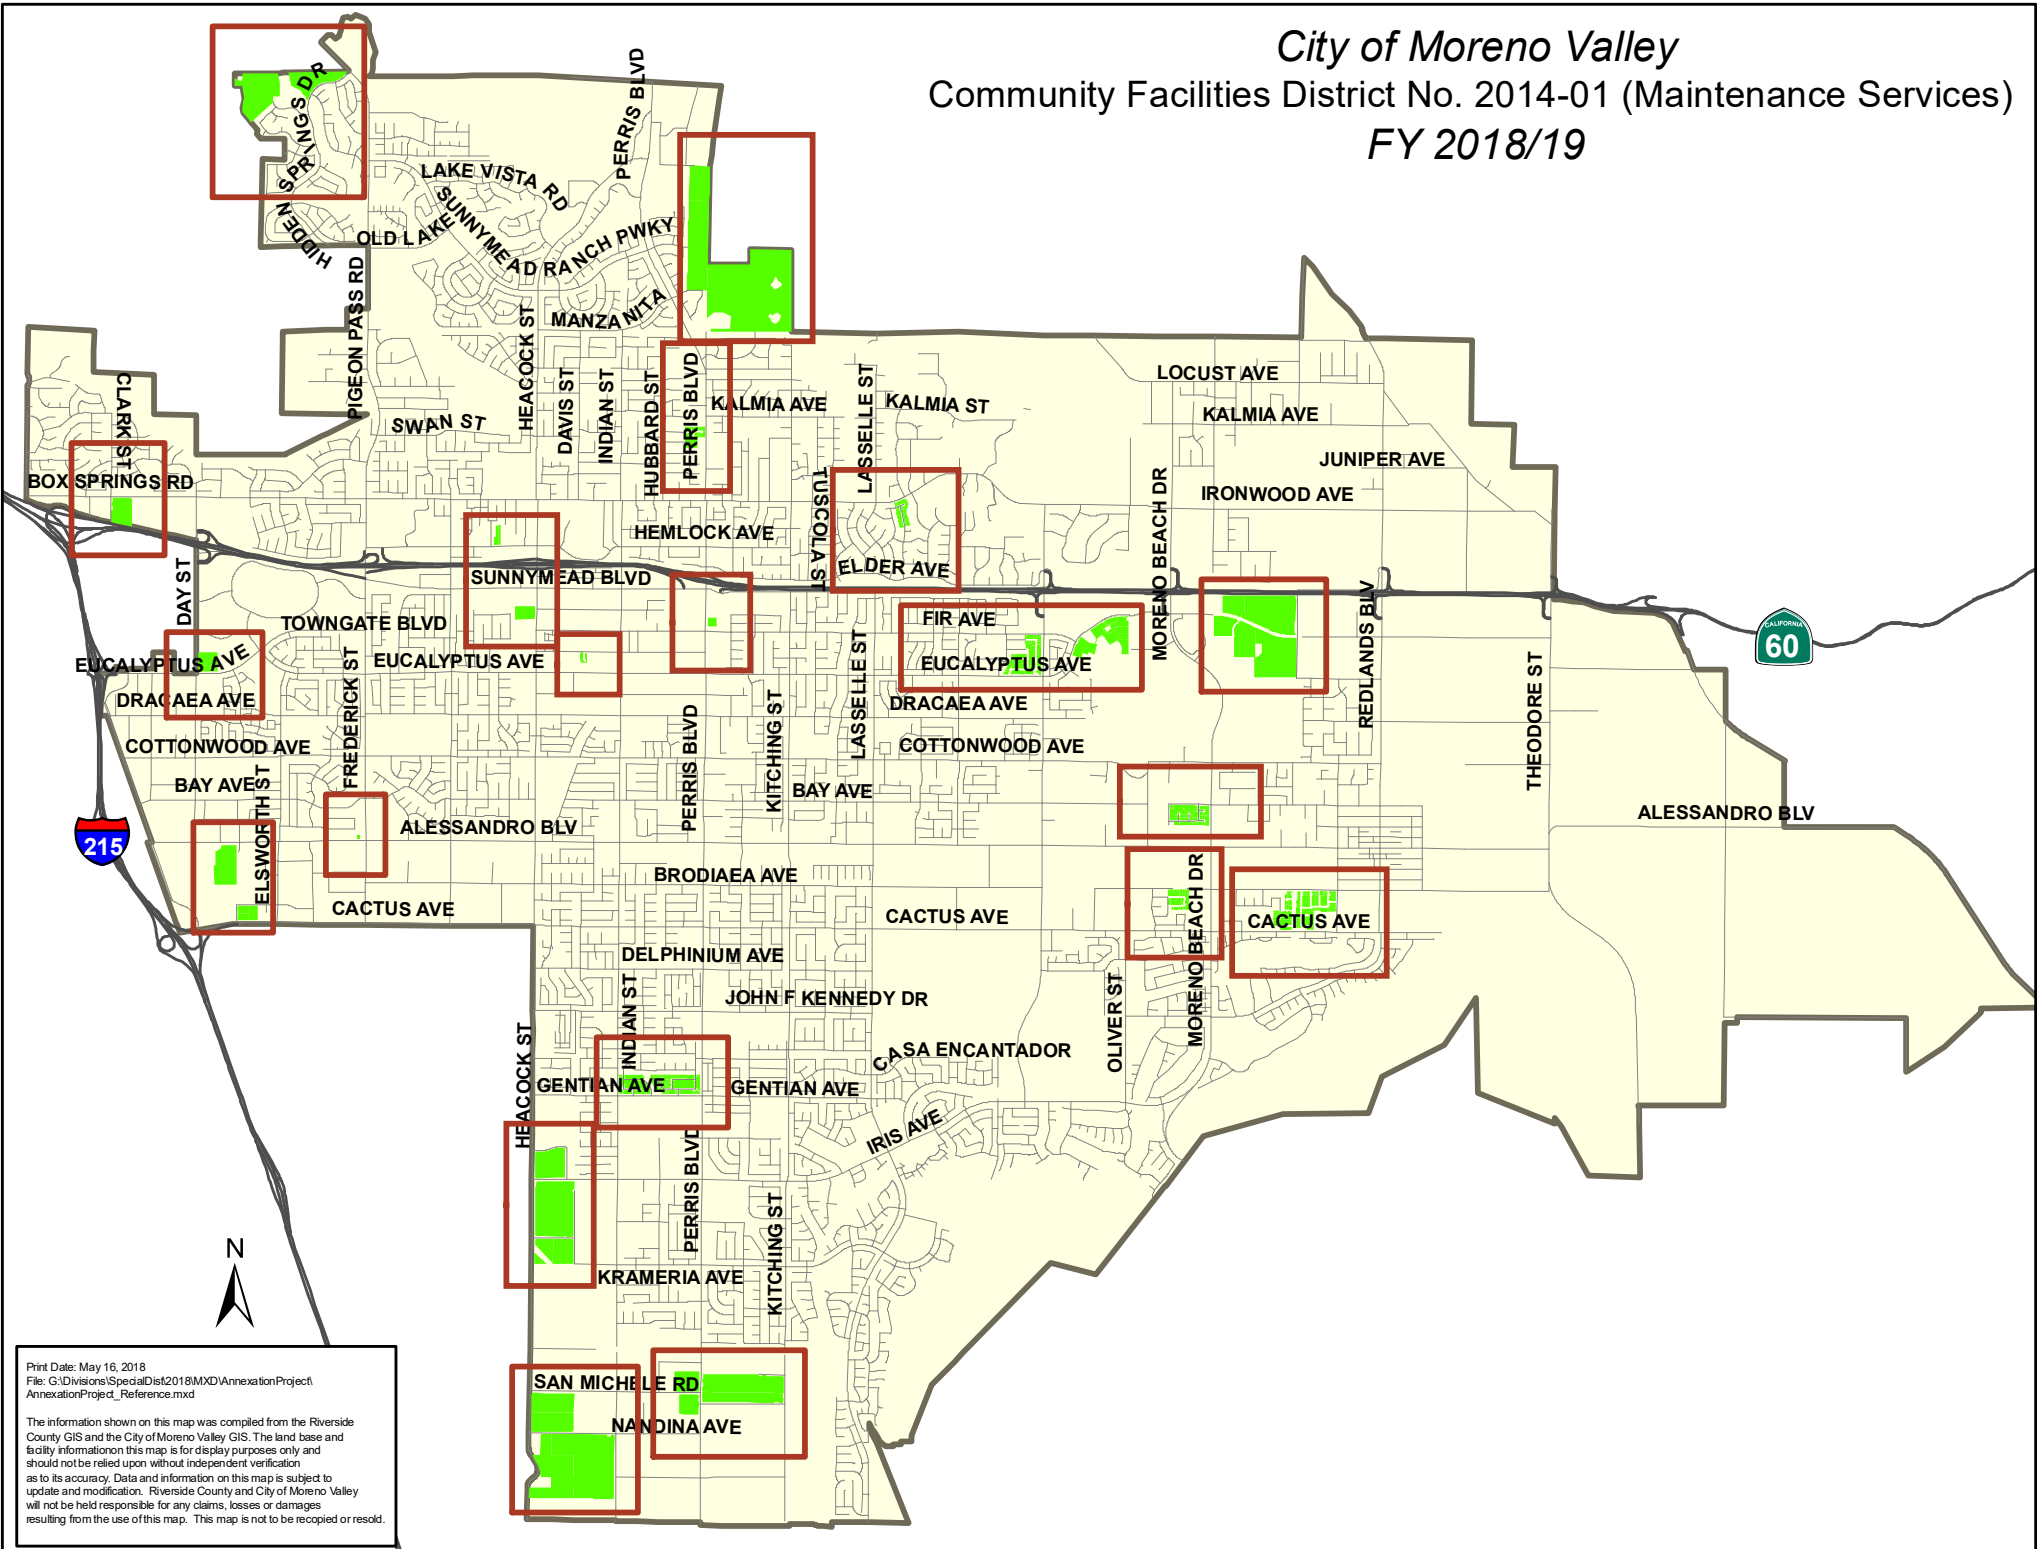 City of Moreno Valley
Community Facilities District No. 2014-01 (Maintenance Services)
FY 2018/19
HIDDEN SPRINGS DR
PERRIS BLVD
LAKE VISTA RD
SUNNYMEAD RANCH PWKY
OLD LAKE
PIGEON PASS RD
MANZANITA
HEACOCK ST
DAVIS ST
INDIAN ST
HUBBARD ST
PERRIS BLVD
KALMIA AVE
LASSELLE ST
KALMIA ST
LOCUST AVE
KALMIA AVE
JUNIPER AVE
IRONWOOD AVE
CLARK ST
SWAN ST
BOX SPRINGS RD
HEMLOCK AVE
TUSCOLA ST
ELDER AVE
MORENO BEACH DR
DAY ST
SUNNYMEAD BLVD
TOWNGATE BLVD
FIR AVE
REDLANDS BLV
CALIFORNIA
60
EUCALYPTUS AVE
EUCALYPTUS AVE
EUCALYPTUS AVE
DRACAEA AVE
FREDERICK ST
PERRIS BLVD
KITCHING ST
LASSELLE ST
DRACAEA AVE
THEODORE ST
COTTONWOOD AVE
COTTONWOOD AVE
BAY AVE
BAY AVE
ELSWORTH ST
ALESSANDRO BLV
ALESSANDRO BLV
215
BRODIAEA AVE
CACTUS AVE
CACTUS AVE
MORENO BEACH DR
CACTUS AVE
DELPHINIUM AVE
INDIAN ST
JOHN F KENNEDY DR
OLIVER ST
HEACOCK ST
CASA ENCANTADOR
GENTIAN AVE
GENTIAN AVE
IRIS AVE
PERRIS BLVD
KITCHING ST
N
KRAMERIA AVE
SAN MICHELE RD
NANDINA AVE
Print Date: May 16, 2018
File: G:\Divisions\SpecialDist\2018\MXD\AnnexationProject\
AnnexationProject_Reference.mxd
The information shown on this map was compiled from the Riverside
County GIS and the City of Moreno Valley GIS. The land base and
facility informationon this map is for display purposes only and
should not be relied upon without independent verification
as to its accuracy. Data and information on this map is subject to
update and modification. Riverside County and City of Moreno Valley
will not be held responsible for any claims, losses or damages
resulting from the use of this map. This map is not to be recopied or resold.